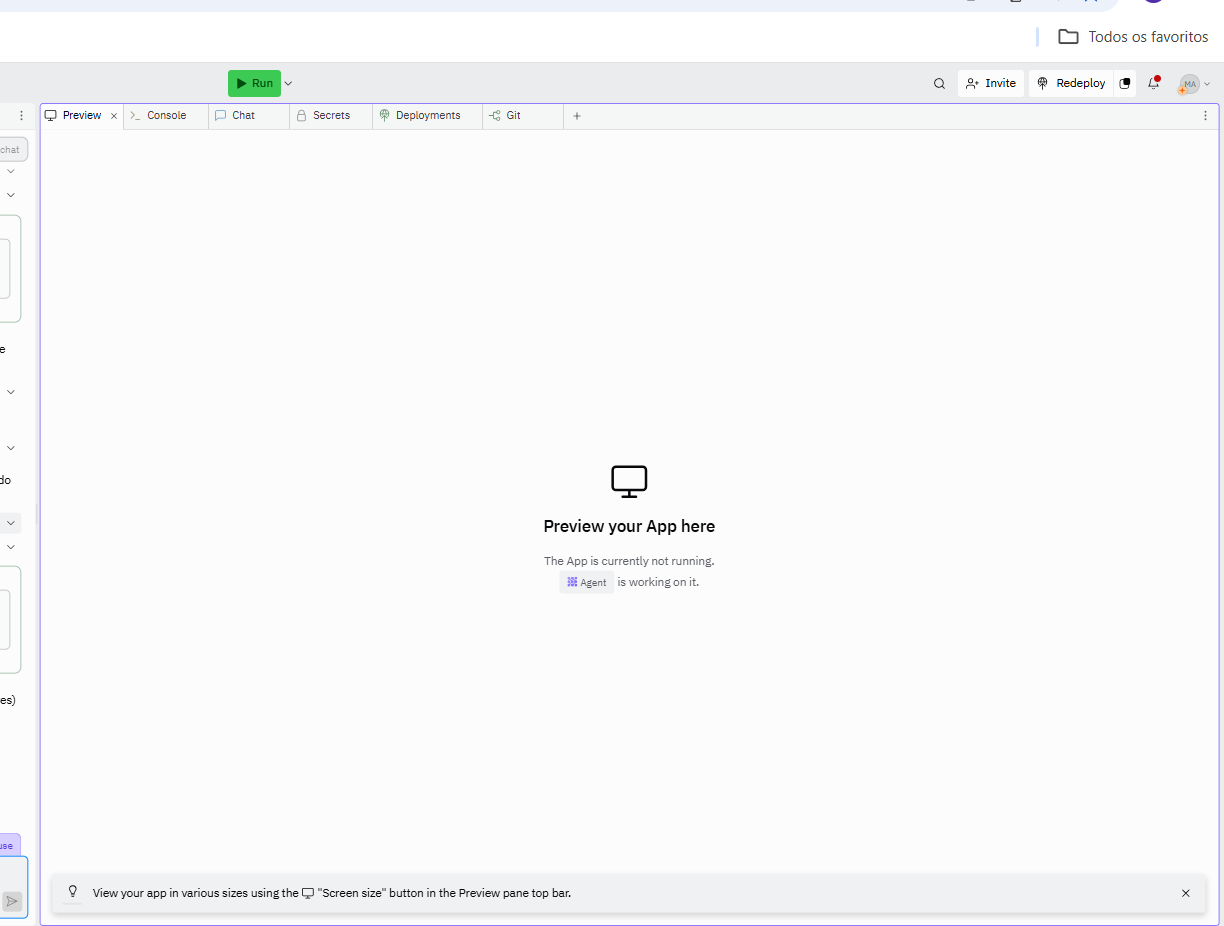 Todos os favoritos
Run
Invite
Redeploy
MA
Preview
Console
Chat
Secrets
Deployments
Git
chat
e
do
es)
use
Preview your App here
The App is currently not running.
Agent is working on it.
View your app in various sizes using the "Screen size" button in the Preview pane top bar.